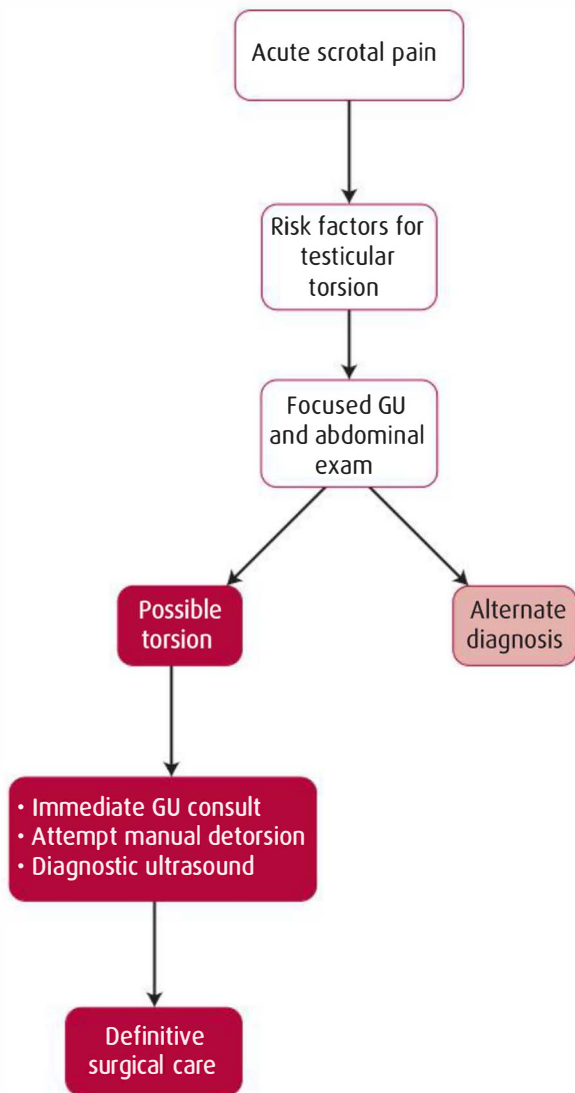 Acute scrotal pain
Risk factors for
testicular
torsion
Focused GU
and abdominal
exam
Possible
torsion
Alternate
diagnosis
• Immediate GU consult
• Attempt manual detorsion
• Diagnostic ultrasound
Definitive
surgical care